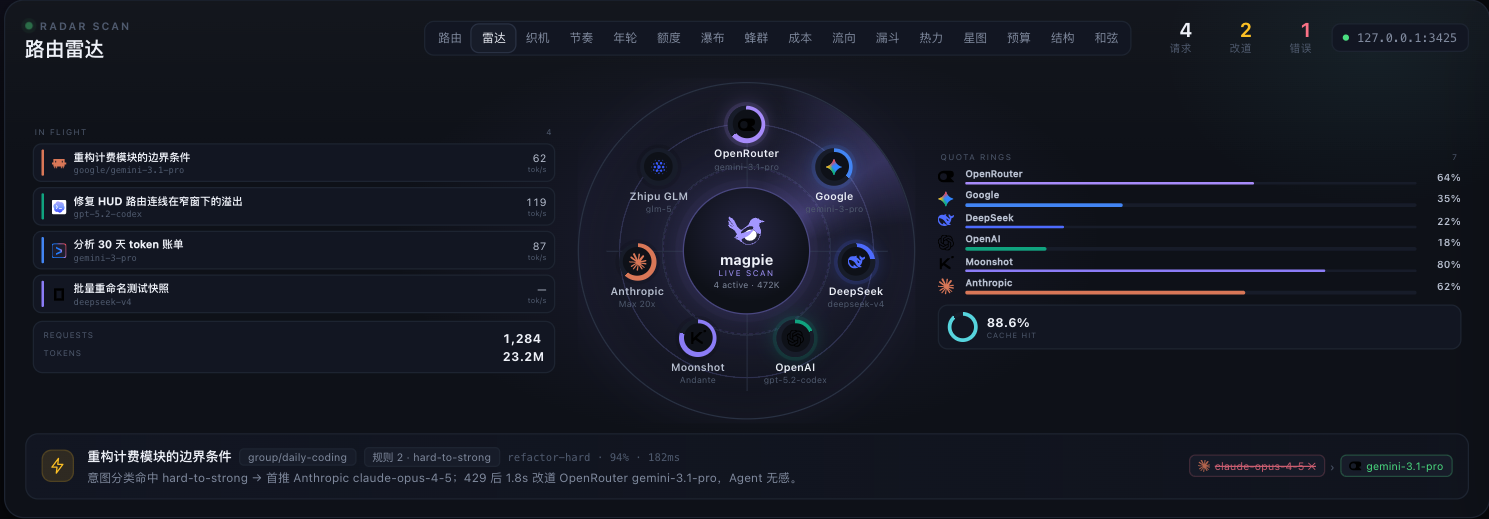 RADAR SCAN
路由雷达
路由 雷达 织机 节奏 年轮 额度 瀑布 蜂群 成本 流向 漏斗 热力 星图 预算 结构 和弦
4 请求
2 改道
1 错误
127.0.0.1:3425
IN FLIGHT 4
重构计费模块的边界条件 62
google/gemini-3.1-pro tok/s
修复 HUD 路由连线在窄窗下的溢出 119
gpt-5.2-codex tok/s
分析 30 天 token 账单 87
gemini-3-pro tok/s
批量重命名测试快照 —
deepseek-v4 tok/s
REQUESTS 1,284
TOKENS 23.2M
OpenRouter
gemini-3.1-pro
Google
gemini-3-pro
Zhipu GLM
glm-5
magpie
LIVE SCAN
4 active · 472K
Anthropic
Max 20x
DeepSeek
deepseek-v4
Moonshot
Andante
OpenAI
gpt-5.2-codex
QUOTA RINGS 7
OpenRouter 64%
Google 35%
DeepSeek 22%
OpenAI 18%
Moonshot 80%
Anthropic 62%
88.6%
CACHE HIT
重构计费模块的边界条件 group/daily-coding 规则 2 · hard-to-strong refactor-hard · 94% · 182ms
意图分类命中 hard-to-strong → 首推 Anthropic claude-opus-4-5；429 后 1.8s 改道 OpenRouter gemini-3.1-pro，Agent 无感。
claude-opus-4-5 ✕ › gemini-3.1-pro